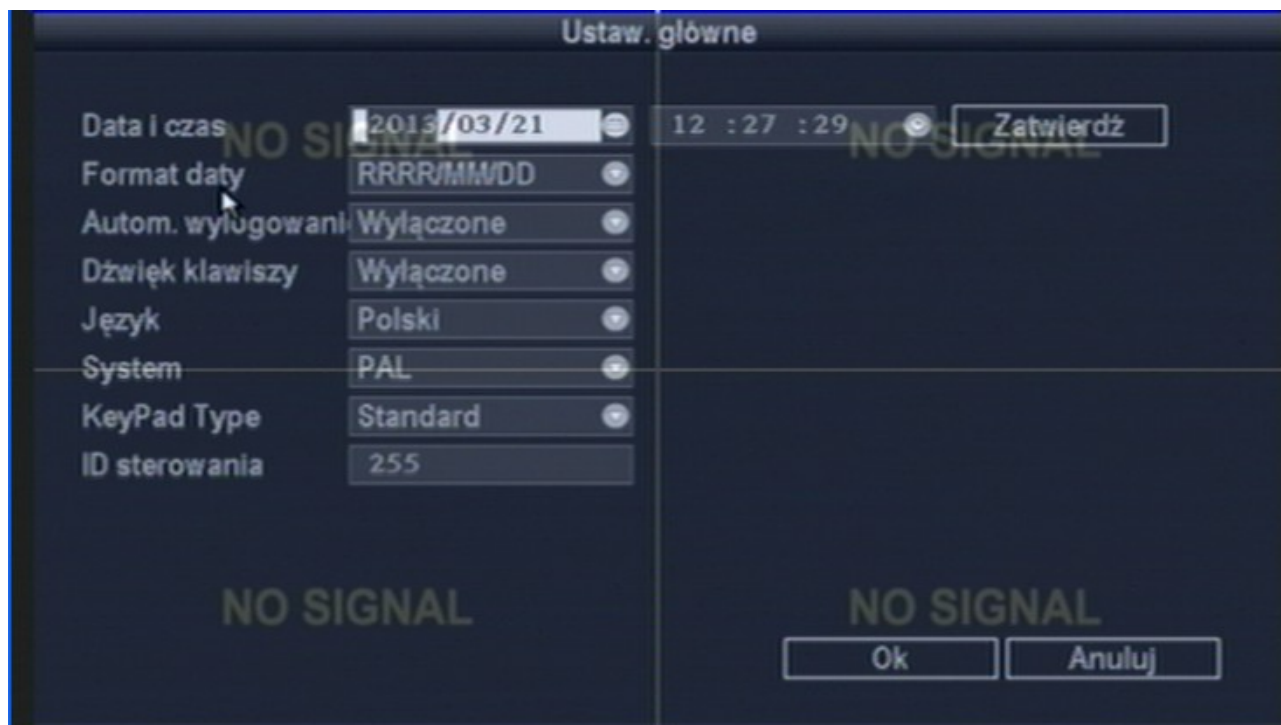 Ustaw. główne
Data i czas 2013/03/21 12 :27 :29 Zatwierdź
NO SIGNAL NO SIGNAL
Format daty RRRR/MM/DD
Autom. wylogowani Wyłączone
Dźwięk klawiszy Wyłączone
Język Polski
System PAL
KeyPad Type Standard
ID sterowania 255
NO SIGNAL NO SIGNAL
Ok Anuluj